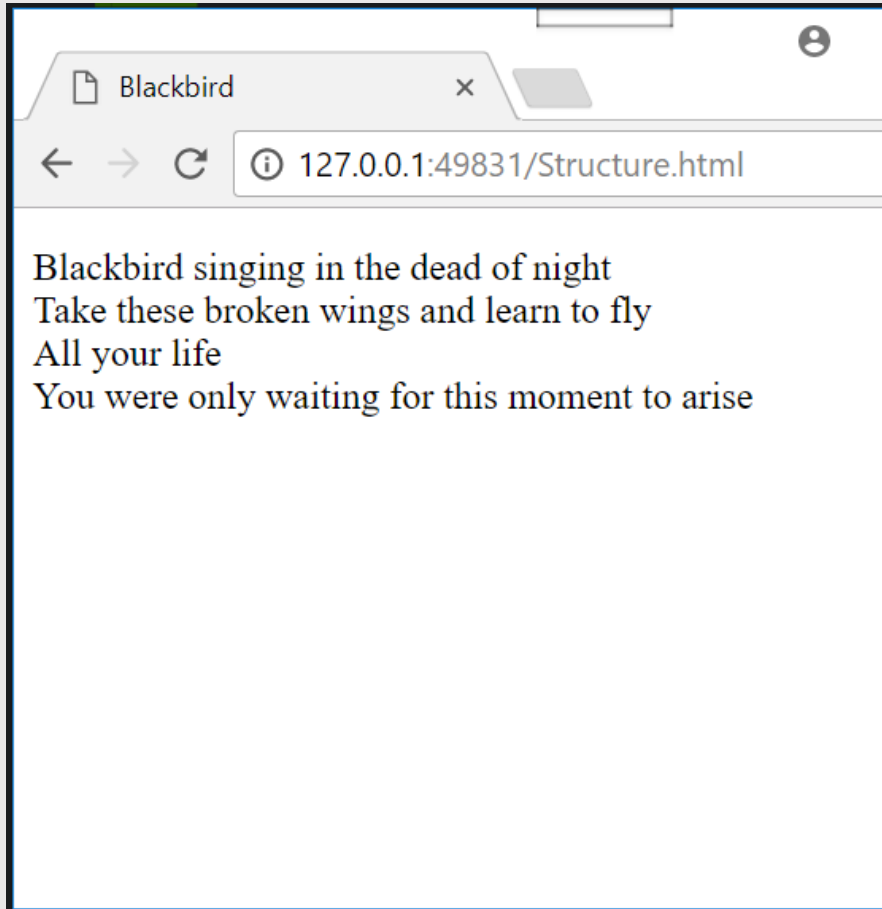 Blackbird
127.0.0.1:49831/Structure.html
Blackbird singing in the dead of night
Take these broken wings and learn to fly
All your life
You were only waiting for this moment to arise